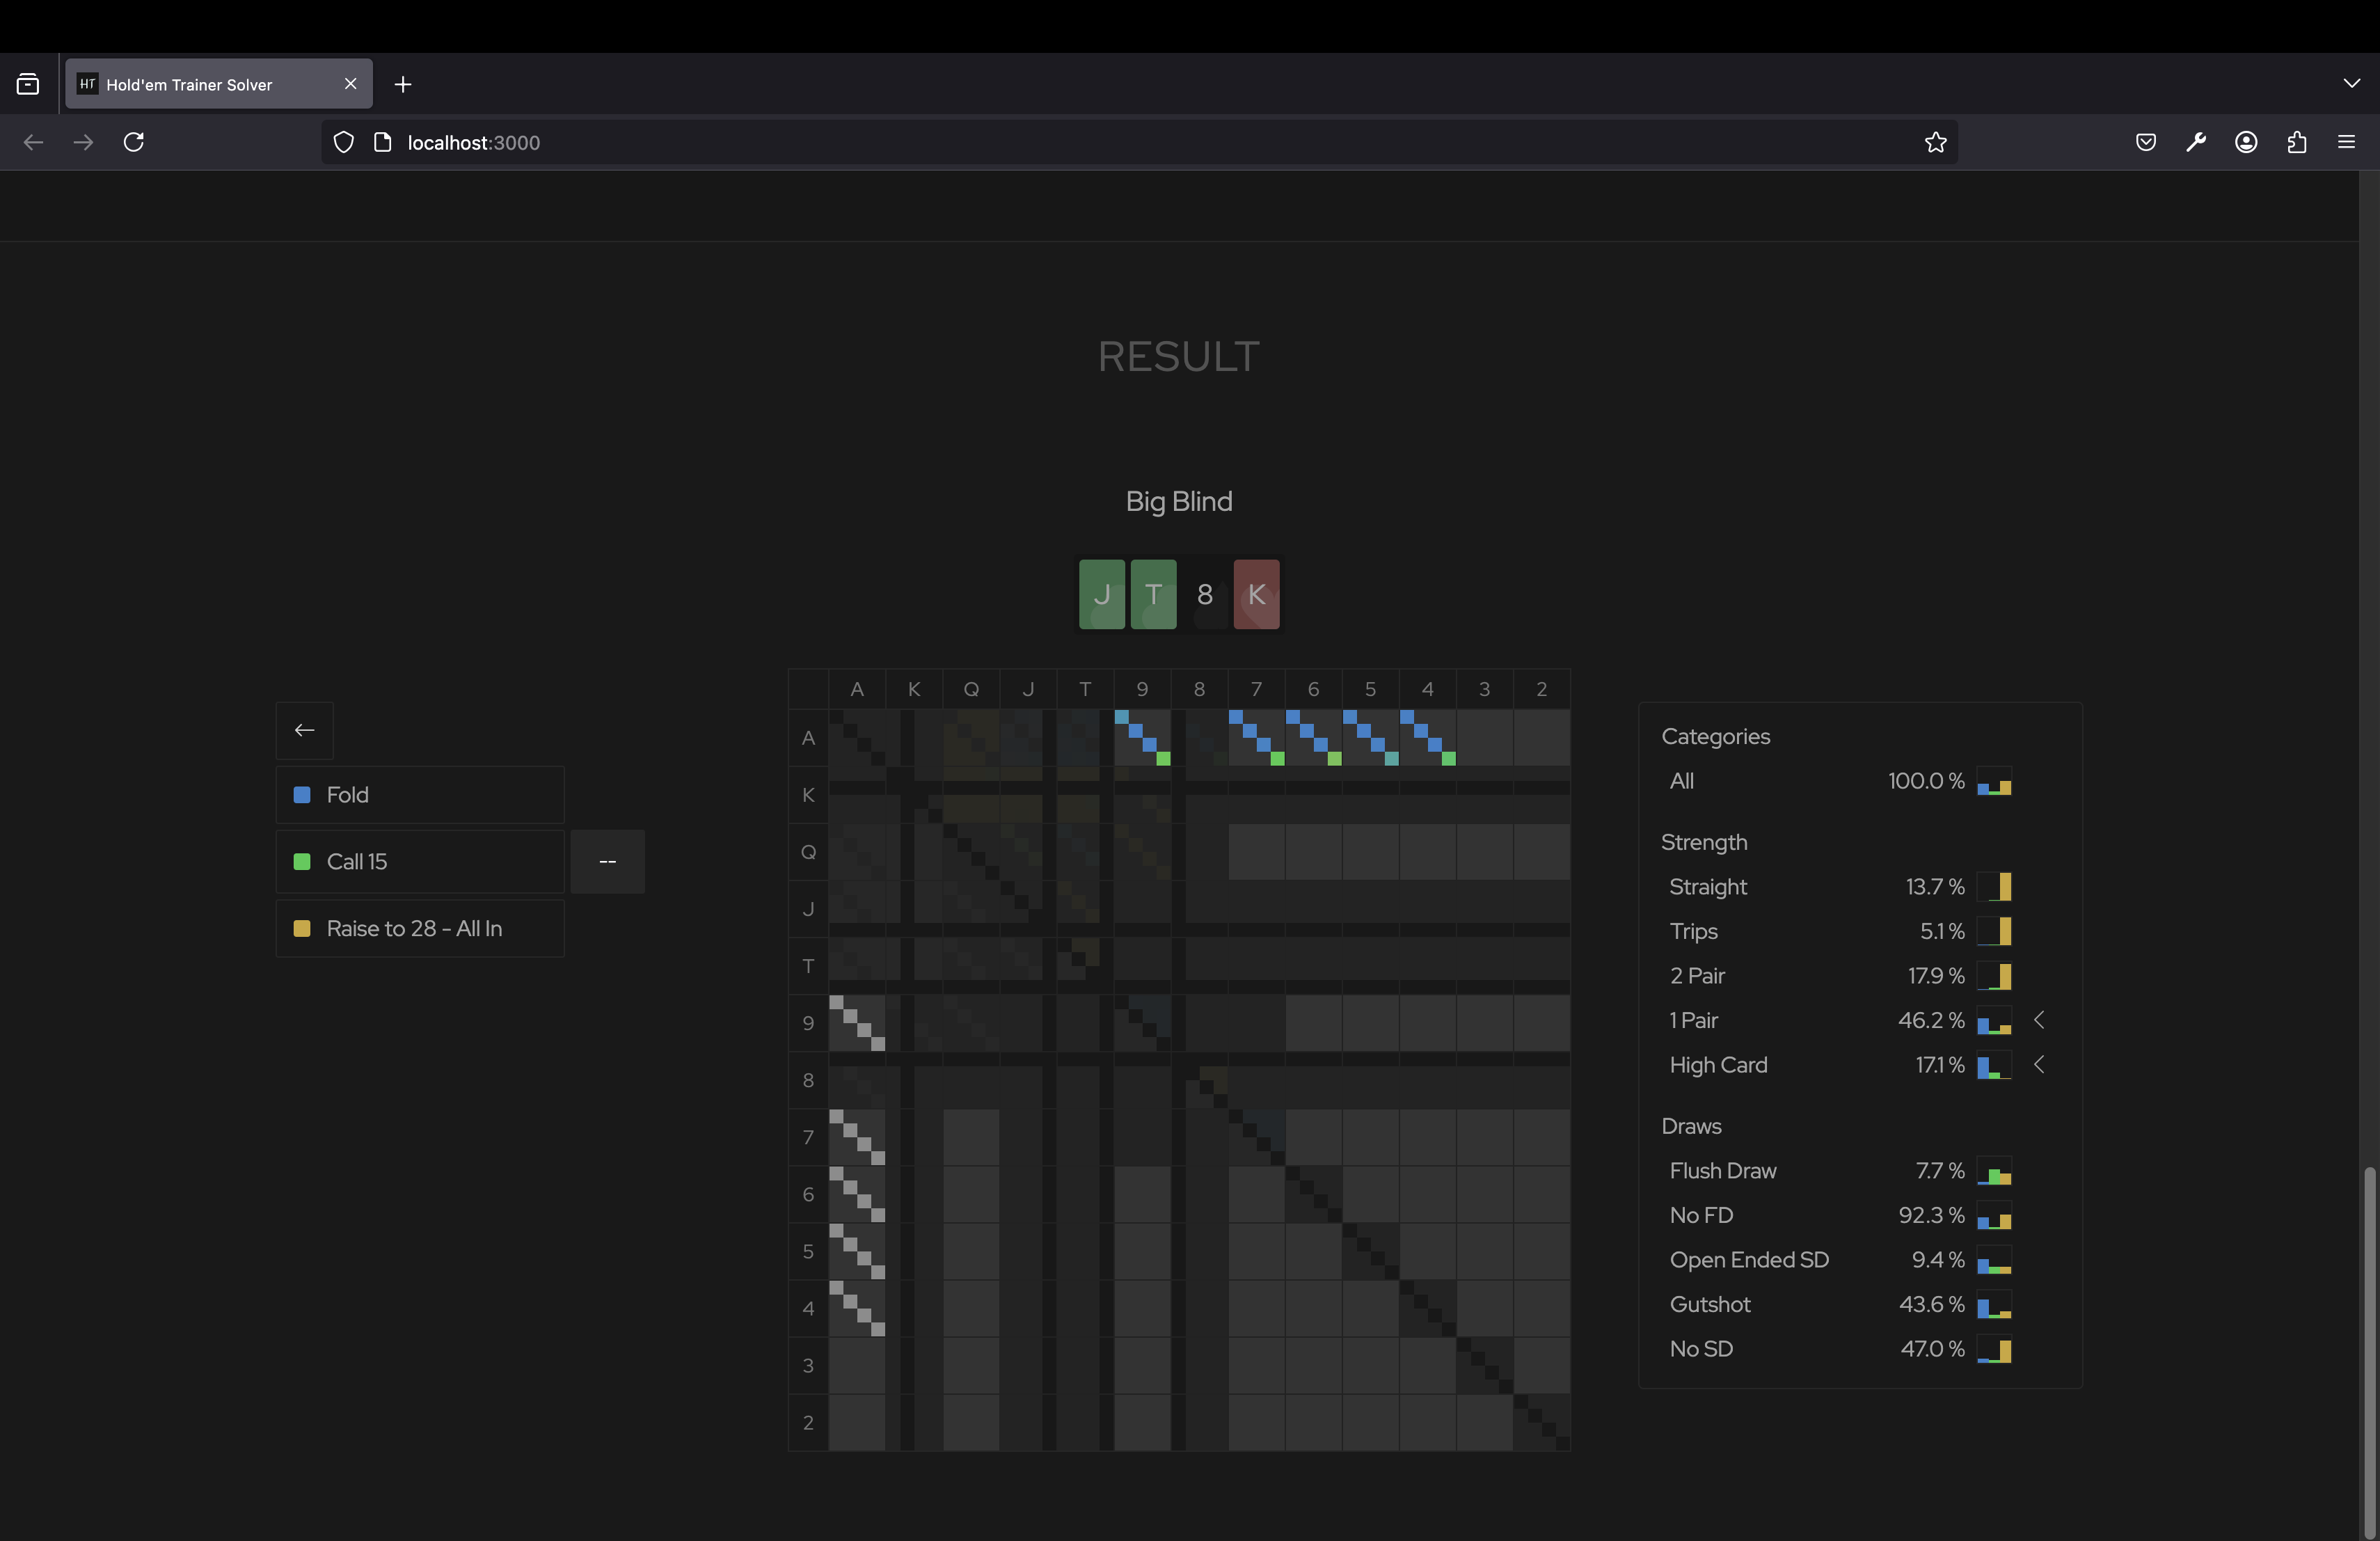 HT Hold'em Trainer Solver
localhost:3000
RESULT
Big Blind
J T 8 K
A K Q J T 9 8 7 6 5 4 3 2
A
K
Q
J
T
9
8
7
6
5
4
3
2
Fold
Call 15 --
Raise to 28 - All In
Categories
All 100.0 %
Strength
Straight 13.7 %
Trips 5.1 %
2 Pair 17.9 %
1 Pair 46.2 %
High Card 17.1 %
Draws
Flush Draw 7.7 %
No FD 92.3 %
Open Ended SD 9.4 %
Gutshot 43.6 %
No SD 47.0 %